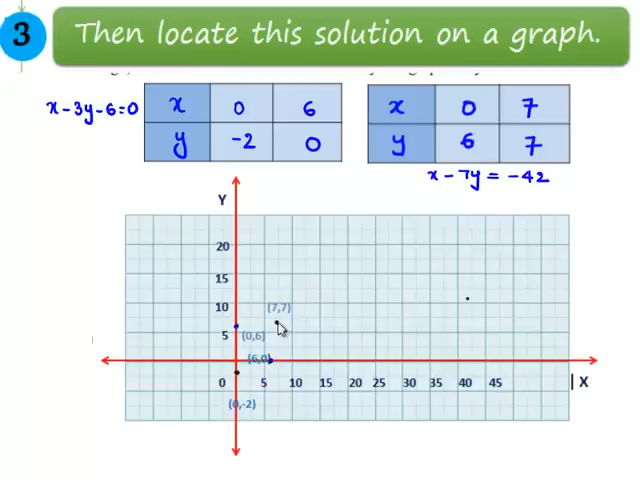 3 Then locate this solution on a graph.
x - 3y - 6 = 0
x 0 6
y -2 0
x 0 7
y 6 7
x - 7y = -42
Y
20
15
10
(7,7)
5
(0,6)
(6,0)
0 5 10 15 20 25 30 35 40 45 X
(0,-2)